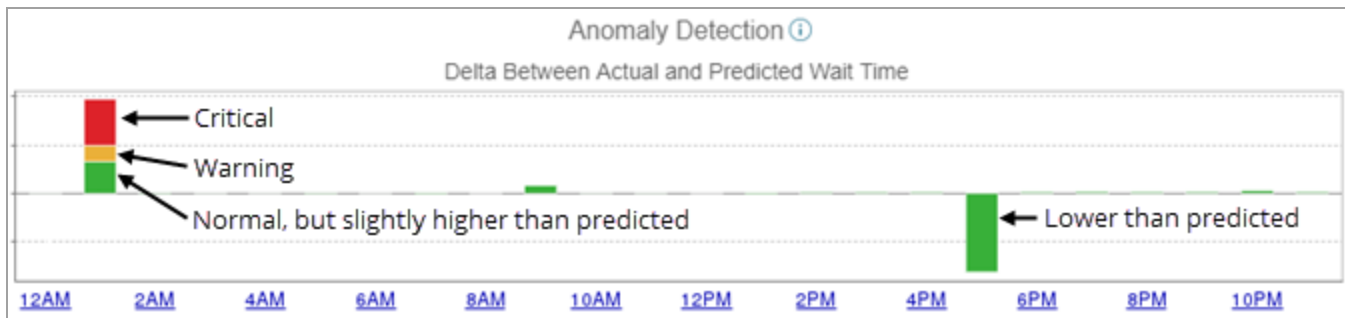 Anomaly Detection
Delta Between Actual and Predicted Wait Time
Critical
Warning
Normal, but slightly higher than predicted
Lower than predicted
12AM 2AM 4AM 6AM 8AM 10AM 12PM 2PM 4PM 6PM 8PM 10PM